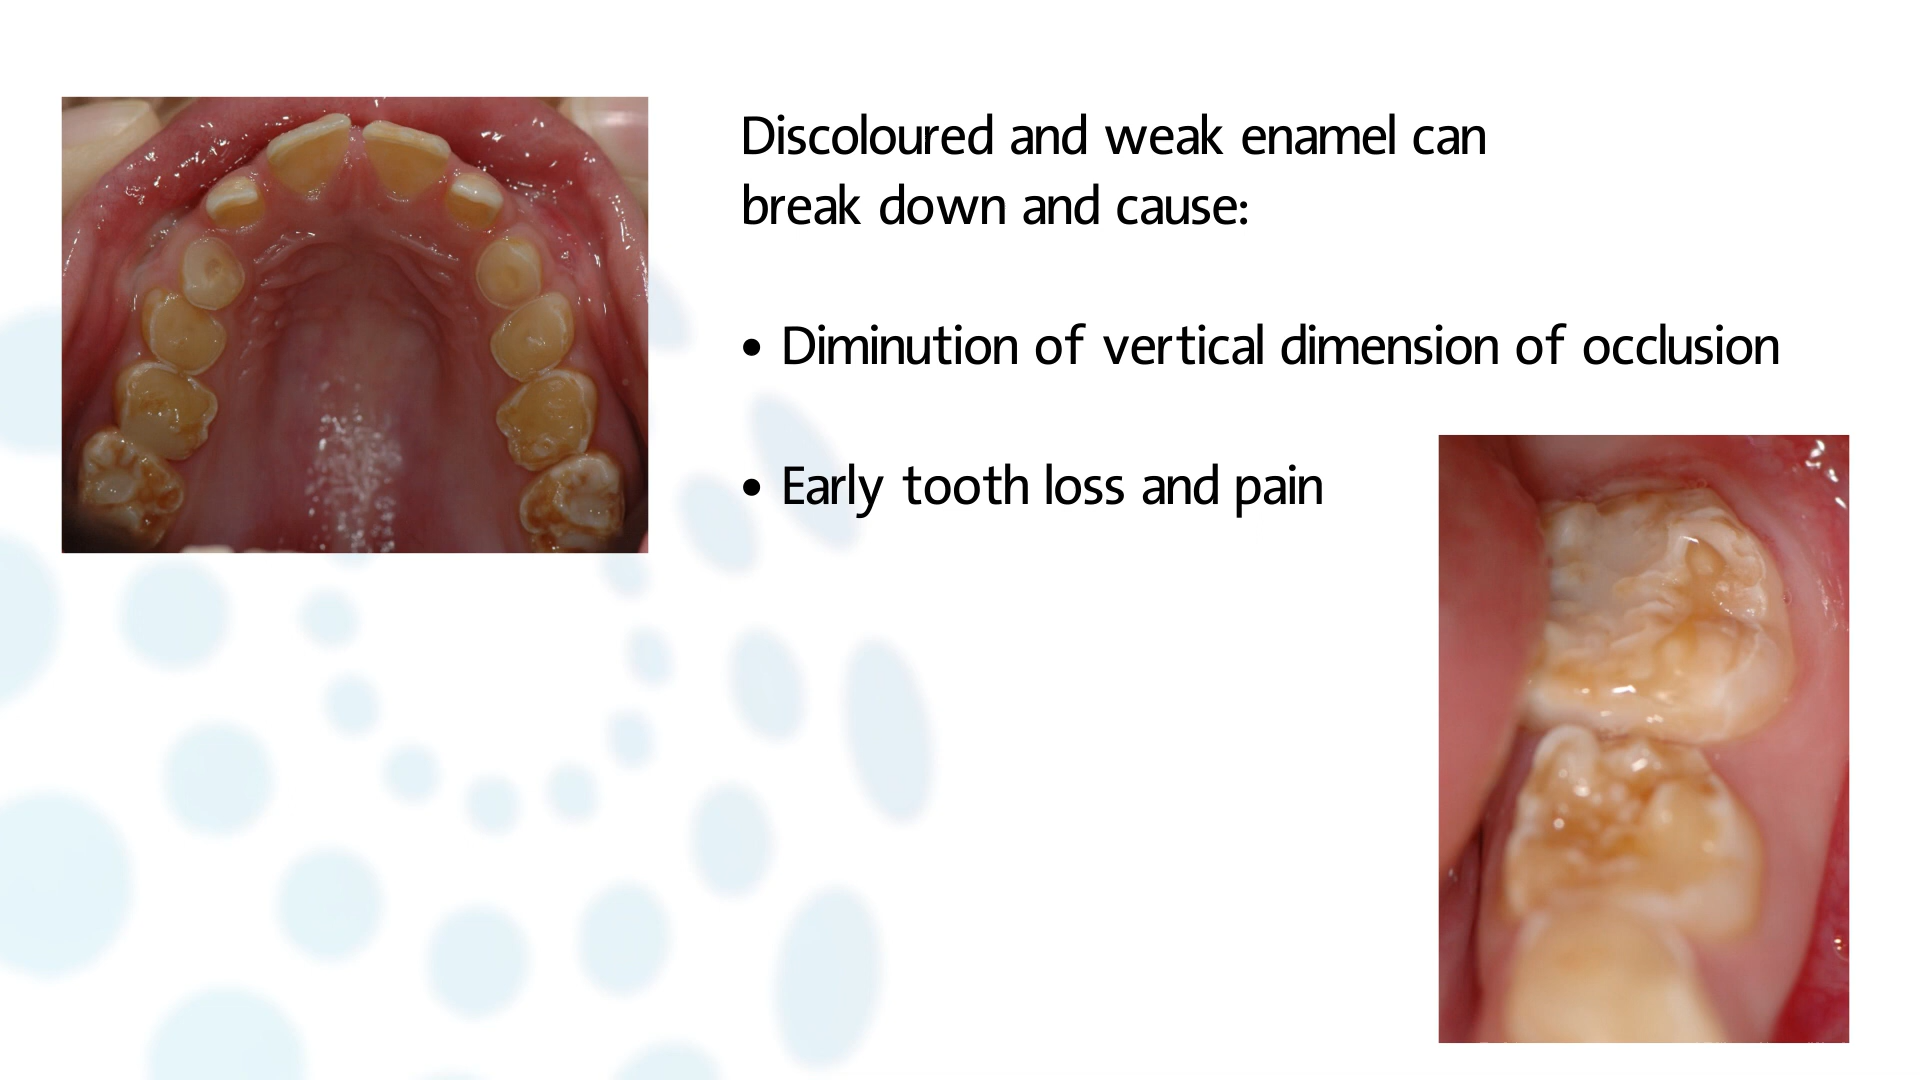 Discoloured and weak enamel can
break down and cause:
• Diminution of vertical dimension of occlusion
• Early tooth loss and pain